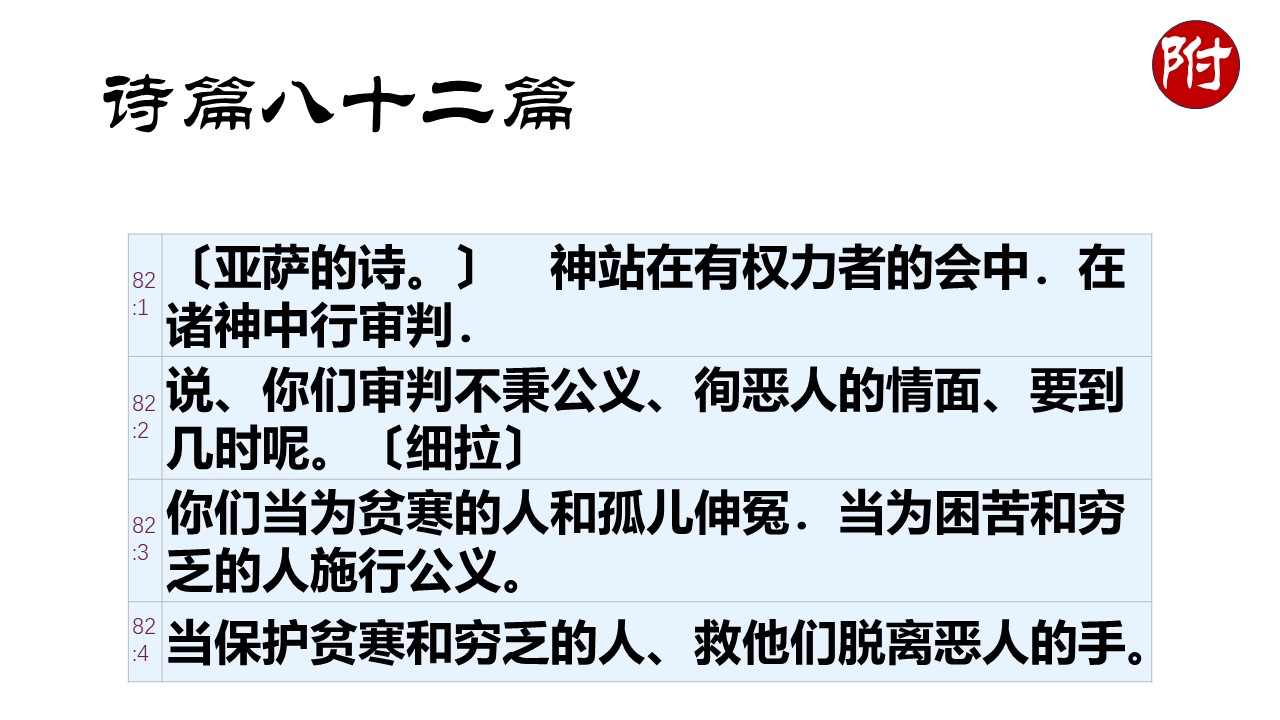 附
诗篇八十二篇
82
:1
〔亚萨的诗。〕　神站在有权力者的会中．在
诸神中行审判．
82
:2
说、你们审判不秉公义、徇恶人的情面、要到
几时呢。〔细拉〕
82
:3
你们当为贫寒的人和孤儿伸冤．当为困苦和穷
乏的人施行公义。
82
:4
当保护贫寒和穷乏的人、救他们脱离恶人的手。